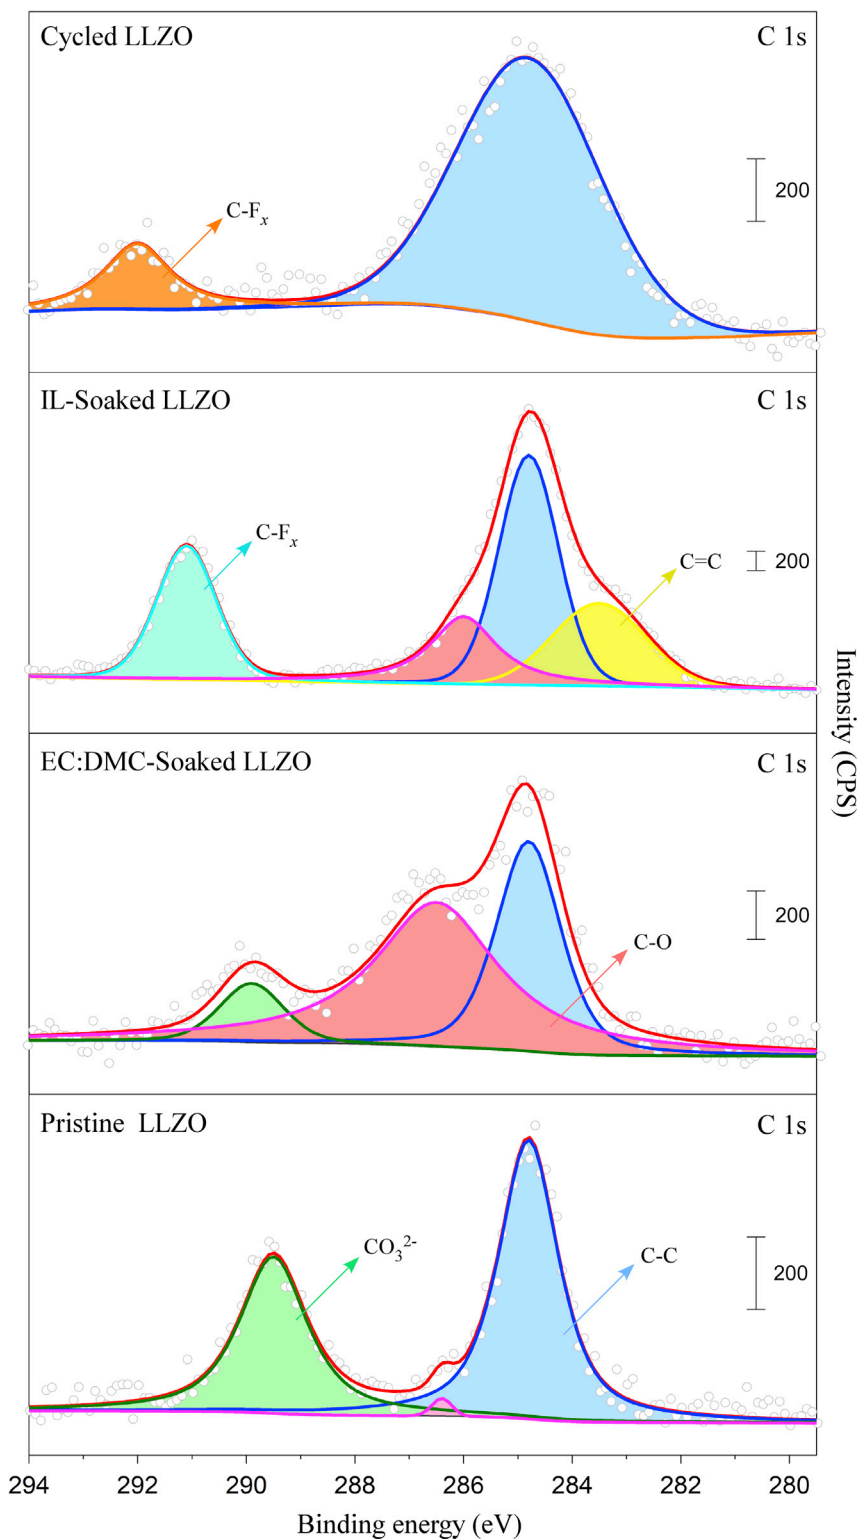 Cycled LLZO
C 1s
C-Fₓ
200
IL-Soaked LLZO
C 1s
C-Fₓ
C=C
200
EC:DMC-Soaked LLZO
C 1s
200
C-O
Pristine LLZO
C 1s
CO₃²⁻
C-C
200
Intensity (CPS)
294 292 290 288 286 284 282 280
Binding energy (eV)